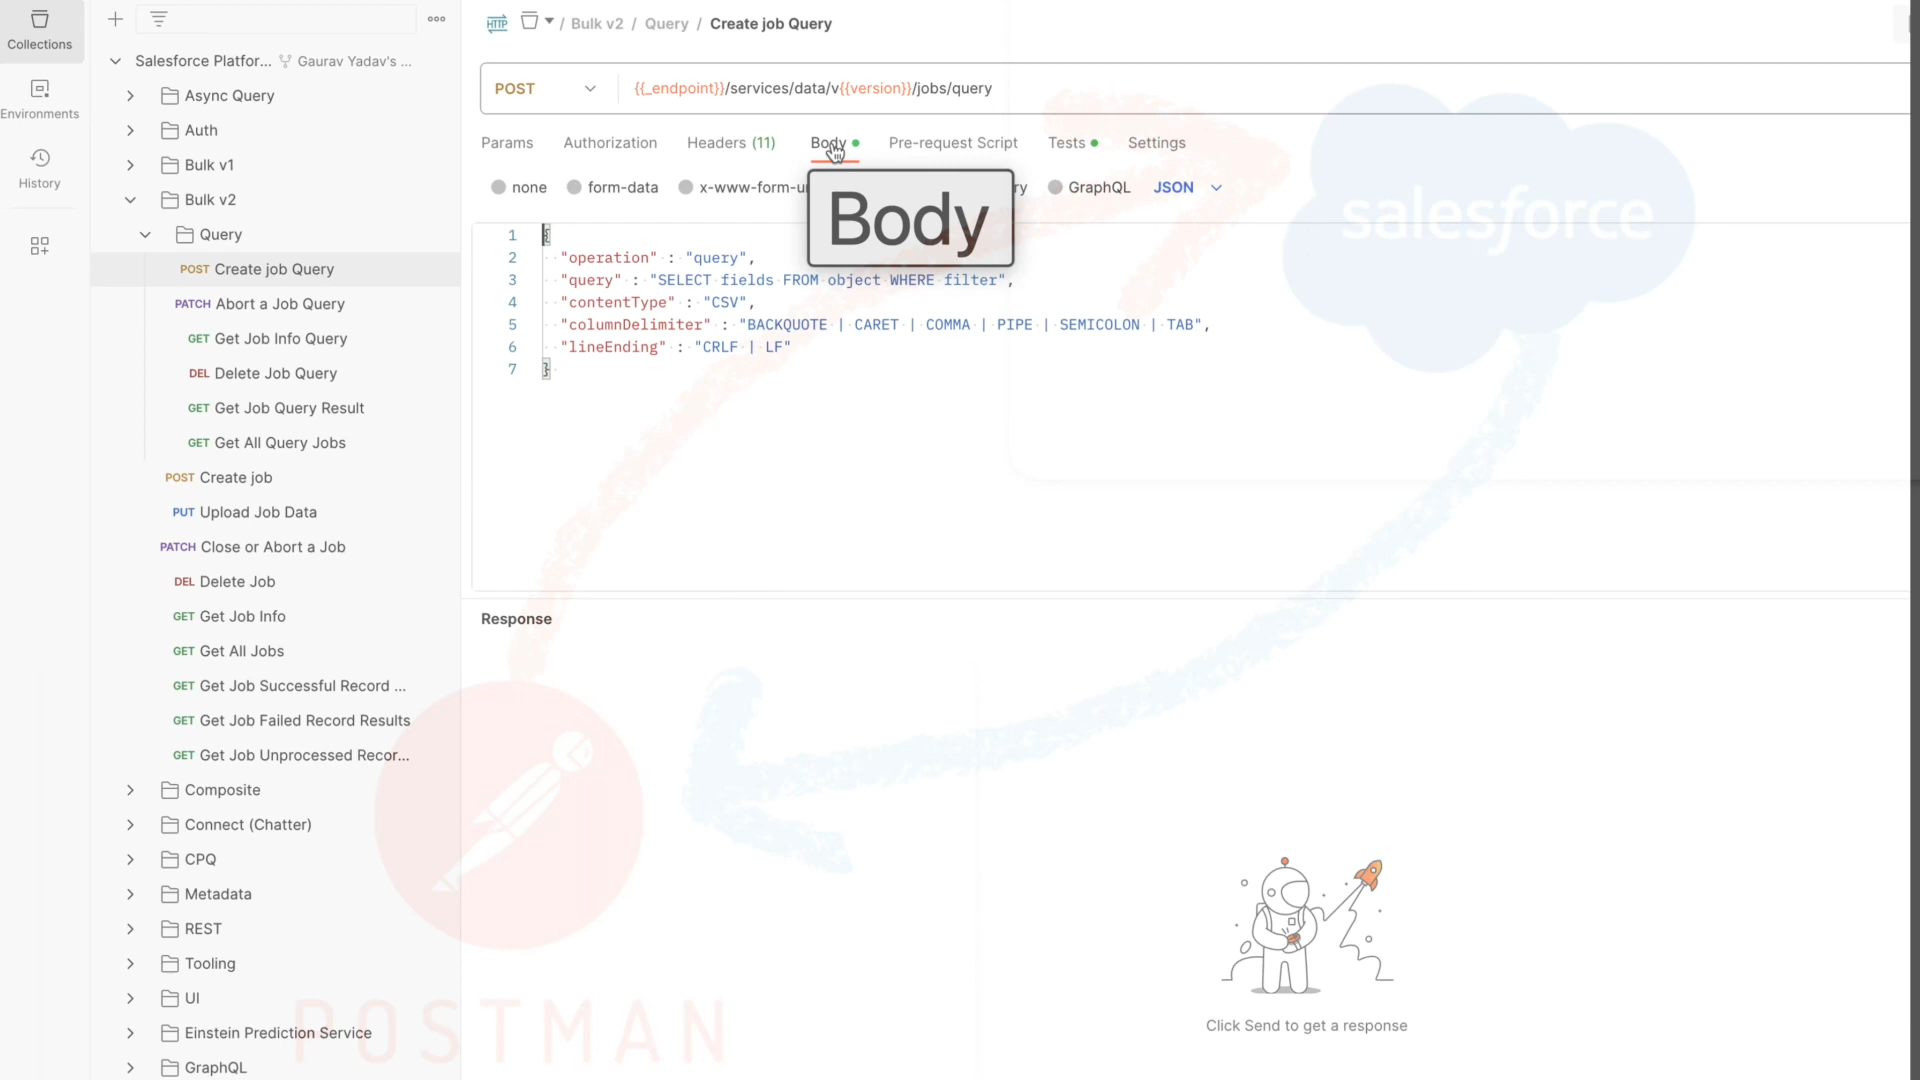 Collections
Environments
History
Salesforce Platfor... Gaurav Yadav's ...
Async Query
Auth
Bulk v1
Bulk v2
Query
POST Create job Query
PATCH Abort a Job Query
GET Get Job Info Query
DEL Delete Job Query
GET Get Job Query Result
GET Get All Query Jobs
POST Create job
PUT Upload Job Data
PATCH Close or Abort a Job
DEL Delete Job
GET Get Job Info
GET Get All Jobs
GET Get Job Successful Record ...
GET Get Job Failed Record Results
GET Get Job Unprocessed Recor...
Composite
Connect (Chatter)
CPQ
Metadata
REST
Tooling
UI
Einstein Prediction Service
GraphQL
HTTP / Bulk v2 / Query / Create job Query
POST {{_endpoint}}/services/data/v{{version}}/jobs/query
Params Authorization Headers (11) Body Pre-request Script Tests Settings
none form-data x-www-form-u ry GraphQL JSON
Body
1 {
2 "operation" : "query",
3 "query" : "SELECT fields FROM object WHERE filter",
4 "contentType" : "CSV",
5 "columnDelimiter" : "BACKQUOTE | CARET | COMMA | PIPE | SEMICOLON | TAB",
6 "lineEnding" : "CRLF | LF"
7 }
salesforce
Response
Click Send to get a response
POSTMAN